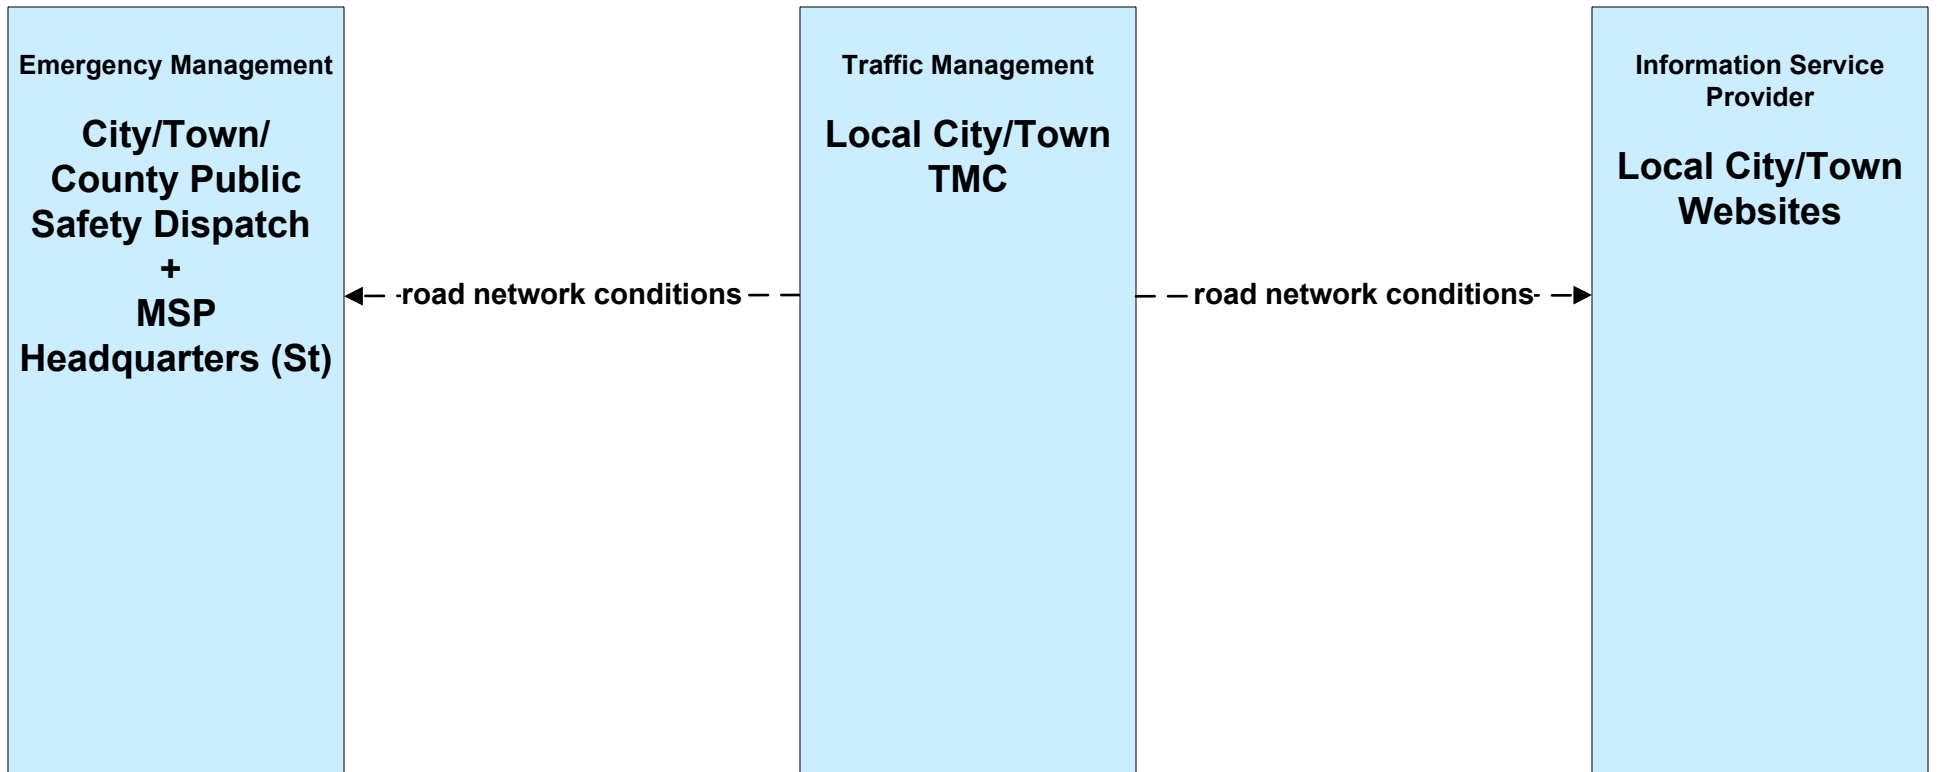 Emergency Management
City/Town/
County Public
Safety Dispatch
+
MSP
Headquarters (St)
road network conditions
Traffic Management
Local City/Town
TMC
road network conditions
Information Service
Provider
Local City/Town
Websites